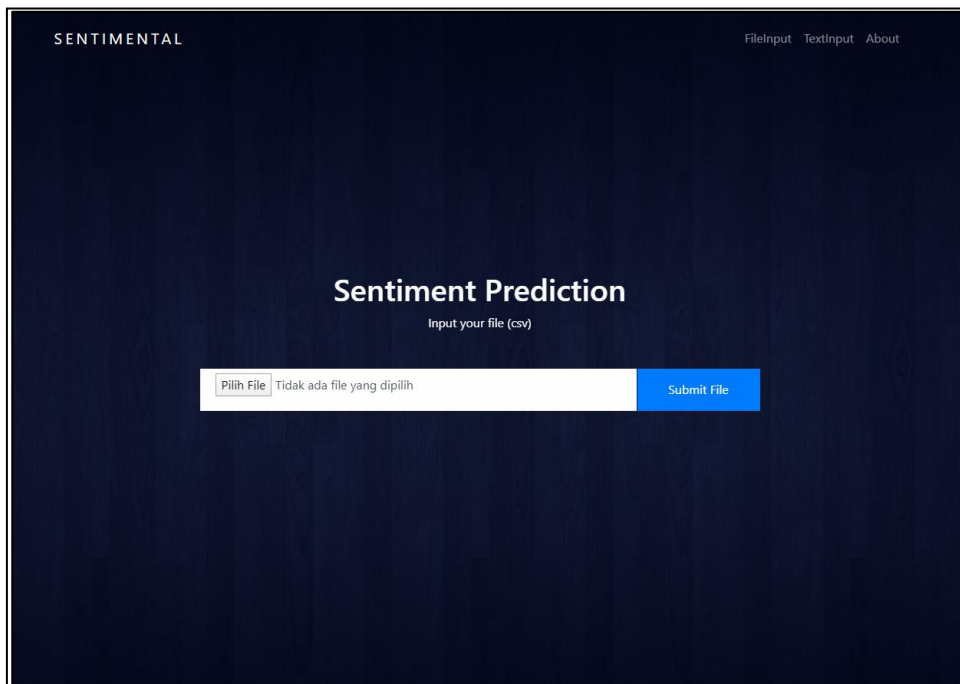 SENTIMENTAL
FileInput TextInput About
Sentiment Prediction
Input your file (csv)
Pilih File Tidak ada file yang dipilih Submit File